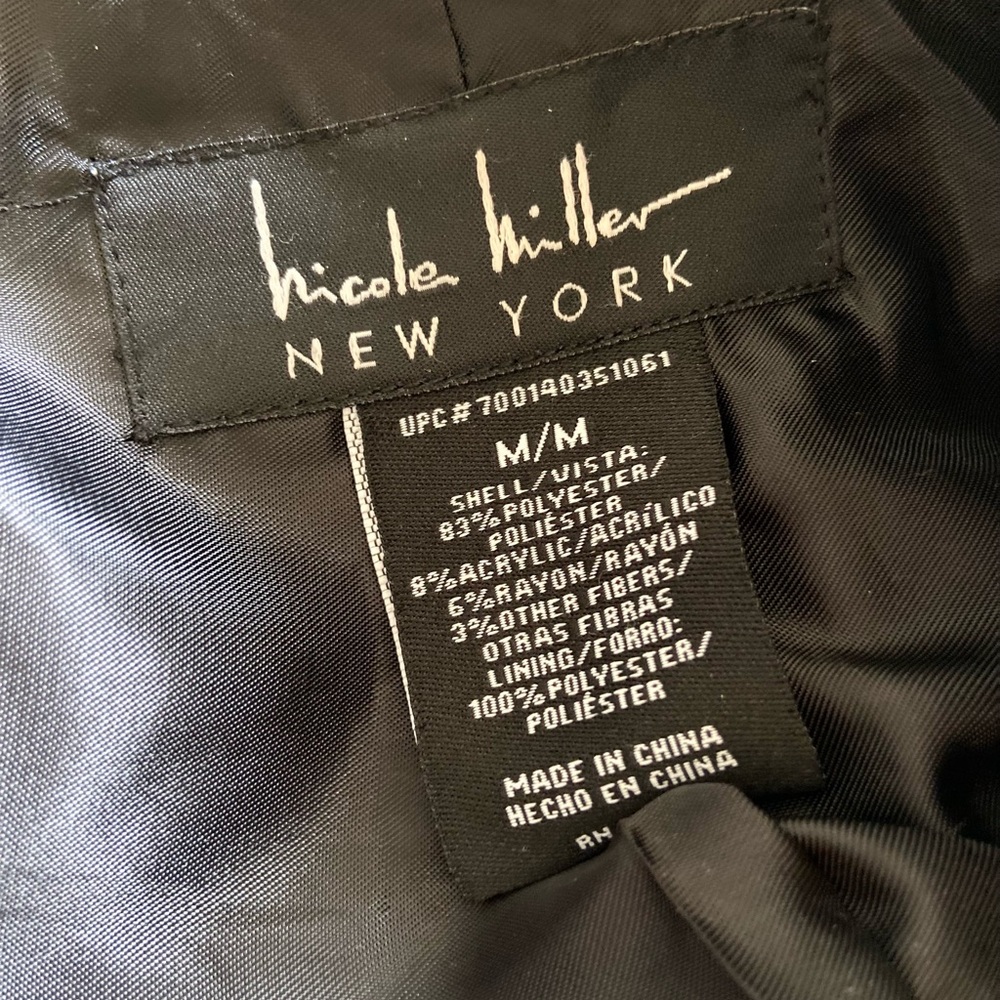 nicole miller
NEW YORK
UPC# 700140351061
M/M
SHELL/VISTA:
83% POLYESTER/
POLIÉSTER
8% ACRYLIC/ACRÍLICO
6% RAYON/RAYÓN
3% OTHER FIBERS/
OTRAS FIBRAS
LINING/FORRO:
100% POLYESTER/
POLIÉSTER
MADE IN CHINA
HECHO EN CHINA
RN